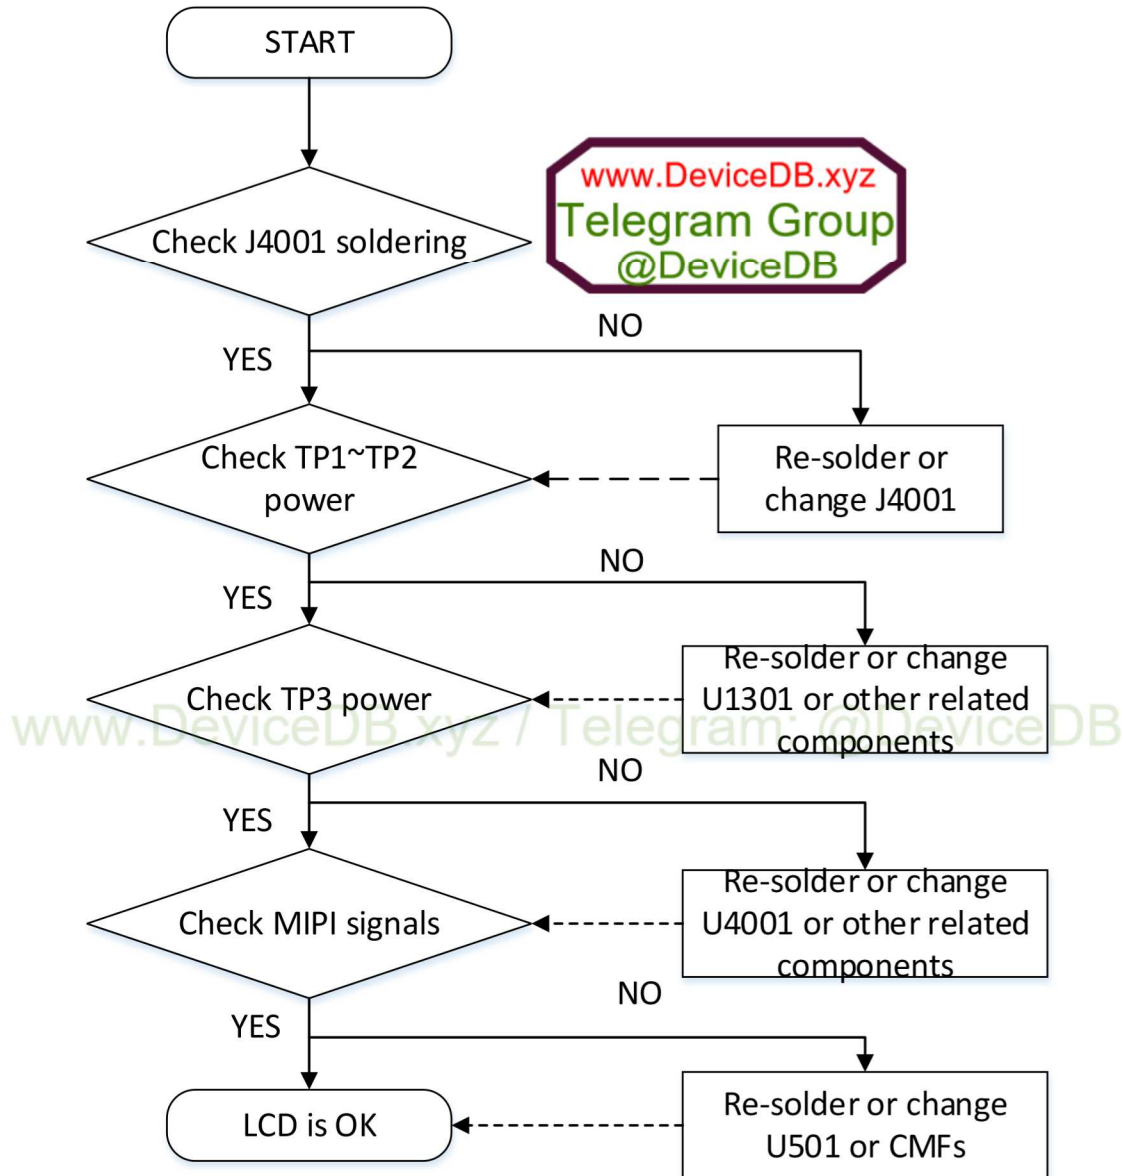 START
www.DeviceDB.xyz
Telegram Group
@DeviceDB
Check J4001 soldering
NO
YES
Check TP1~TP2
power
Re-solder or
change J4001
NO
YES
Check TP3 power
Re-solder or change
U1301 or other related
components
www.DeviceDB.xyz / Telegram: @DeviceDB
NO
YES
Check MIPI signals
Re-solder or change
U4001 or other related
components
NO
YES
LCD is OK
Re-solder or change
U501 or CMFs